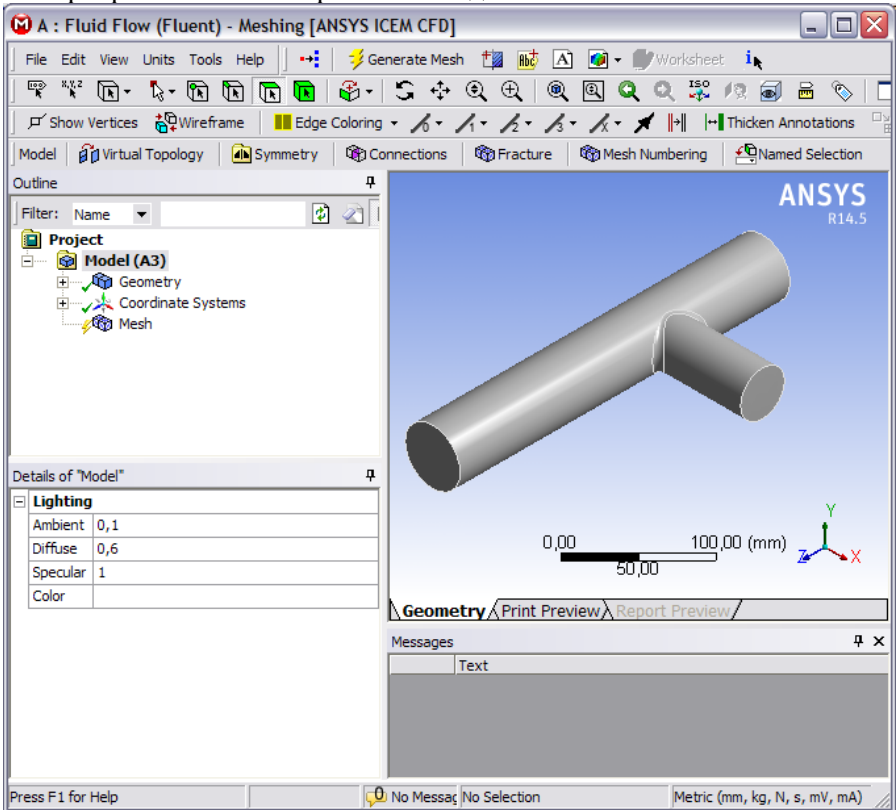 A : Fluid Flow (Fluent) - Meshing [ANSYS ICEM CFD]
File Edit View Units Tools Help Generate Mesh Worksheet
Show Vertices Wireframe Edge Coloring Thicken Annotations
Model Virtual Topology Symmetry Connections Fracture Mesh Numbering Named Selection
Outline
Filter: Name
Project
Model (A3)
Geometry
Coordinate Systems
Mesh
ANSYS
R14.5
Details of "Model"
Lighting
Ambient 0,1
Diffuse 0,6
Specular 1
Color
Y
0,00 100,00 (mm)
Z X
50,00
Geometry Print Preview Report Preview
Messages
Text
Press F1 for Help No Messag No Selection Metric (mm, kg, N, s, mV, mA)